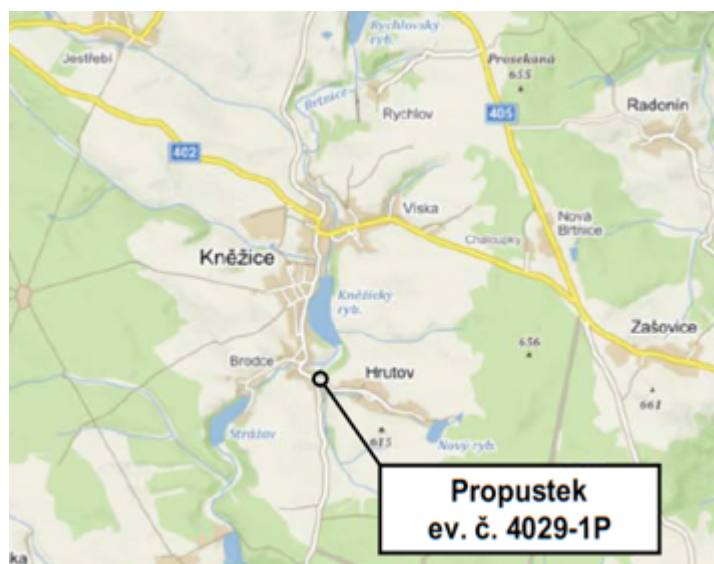 Rychlovský
ryb.
Jestřebí
Prosekaná
655
Brtnice
Rychlov
405
Radonín
402
Viska
Nová
Brtnice
Chaloupky
Kněžice
Kněžický
ryb.
Zašovice
656
Brodce
Hrutov
661
Strážov
615
Nový ryb.
Propustek
ev. č. 4029-1P
ka